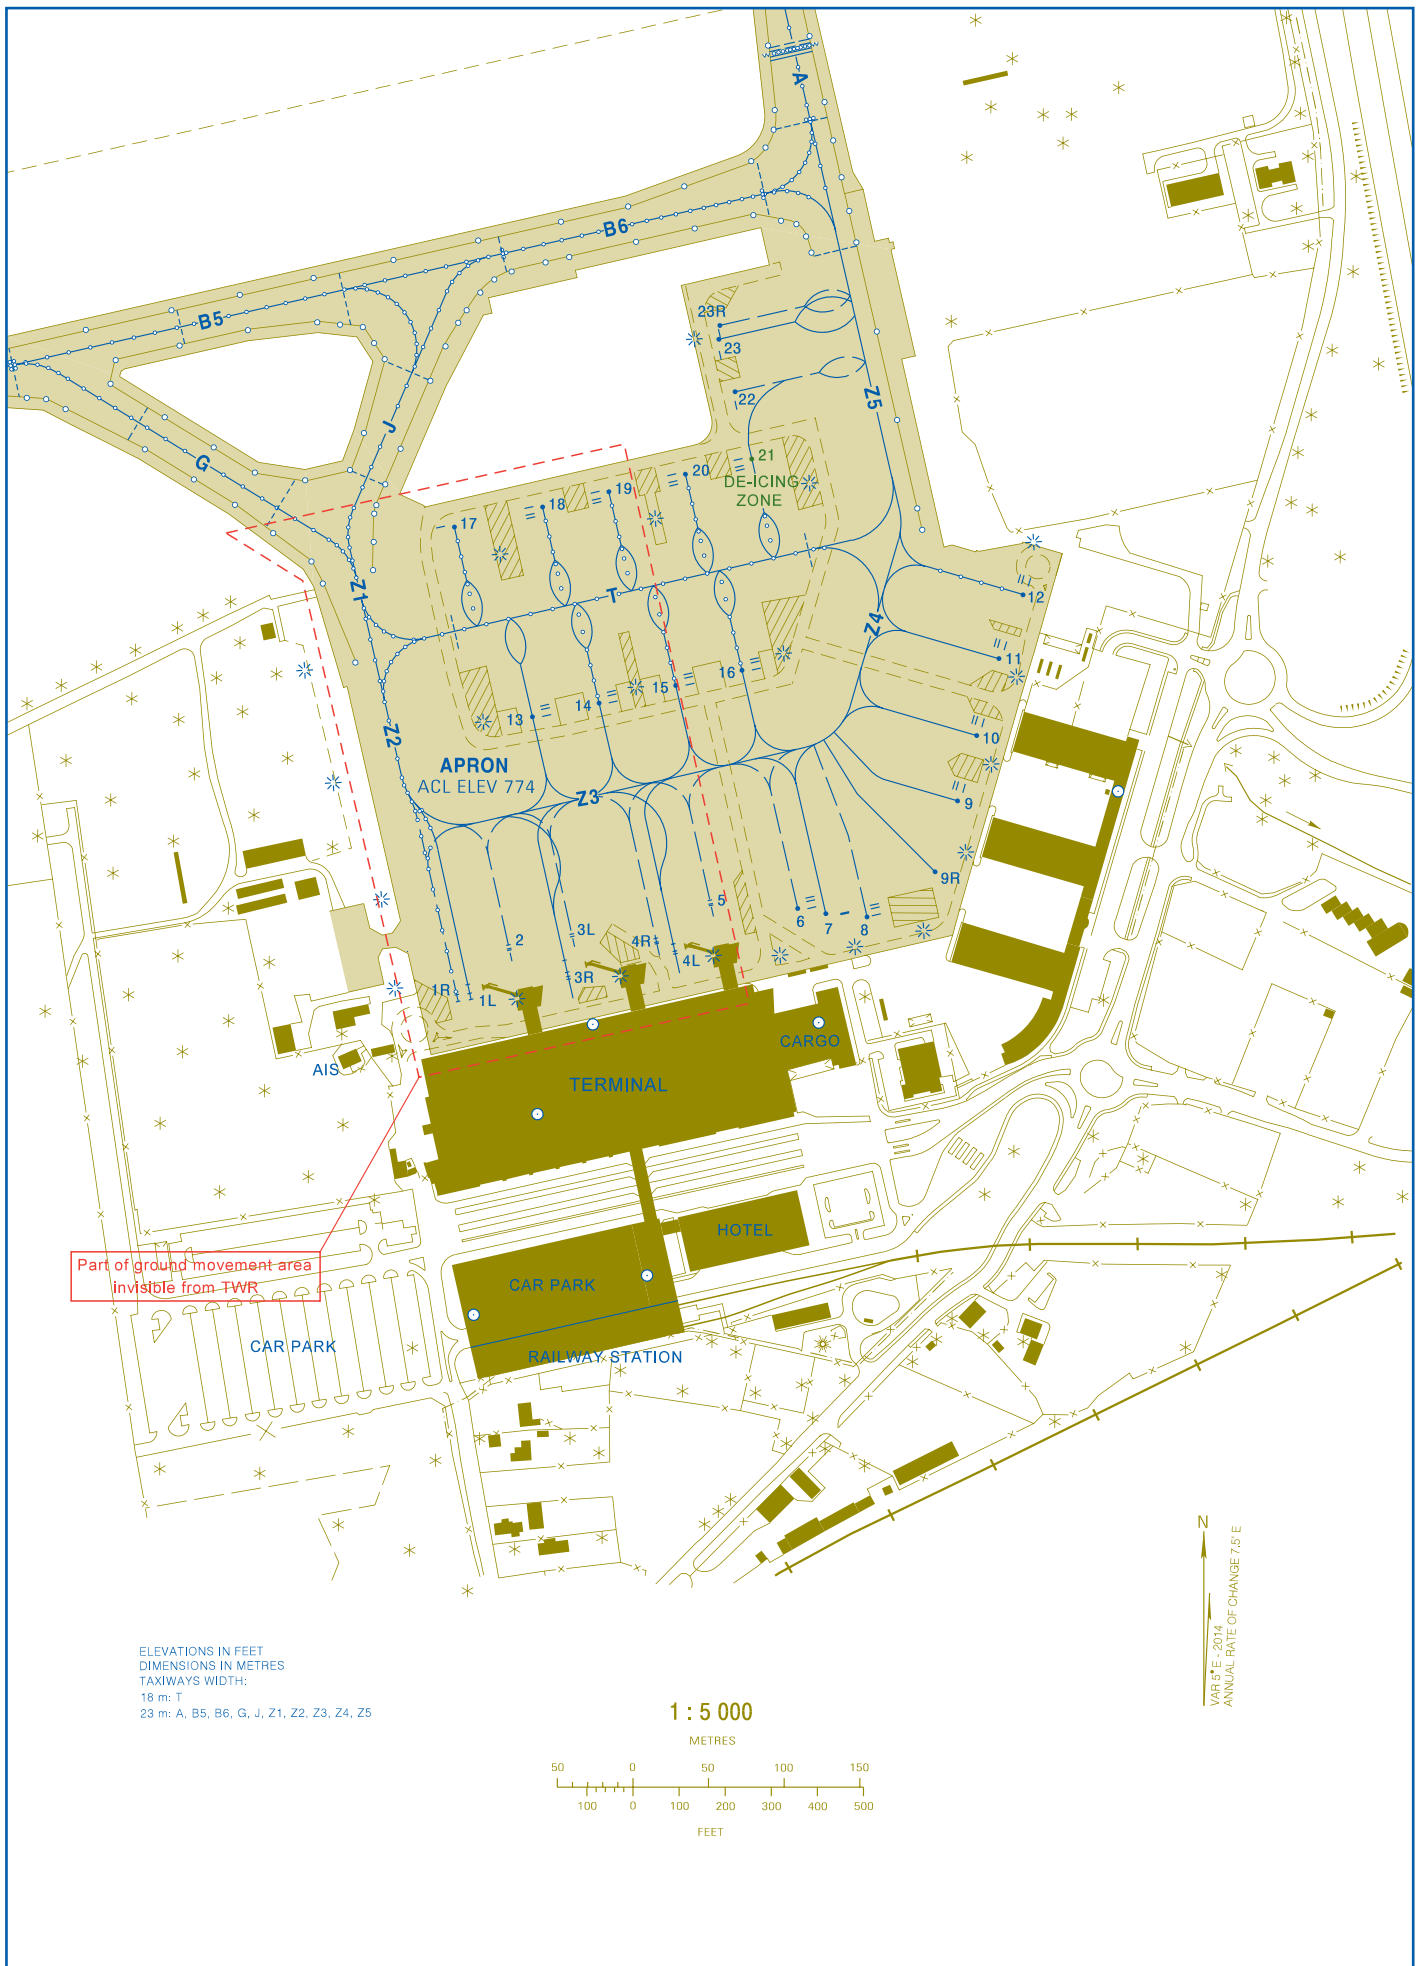 A
B6
B5
23R
23
Z5
22
J
G
21
20
DE-ICING
ZONE
19
18
17
Z1
T
12
Z4
11
16
15
14
13
10
Z2
APRON
ACL ELEV 774
Z3
9
9R
5
6
7
8
2
3L
4R
4L
3R
1R
1L
CARGO
AIS
TERMINAL
HOTEL
Part of ground movement area
invisible from TWR
CAR PARK
CAR PARK
RAILWAY STATION
N
VAR 5° E - 2014
ANNUAL RATE OF CHANGE 7.5' E
ELEVATIONS IN FEET
DIMENSIONS IN METRES
TAXIWAYS WIDTH:
18 m: T
23 m: A, B5, B6, G, J, Z1, Z2, Z3, Z4, Z5
1 : 5 000
METRES
50 0 50 100 150
100 0 100 200 300 400 500
FEET